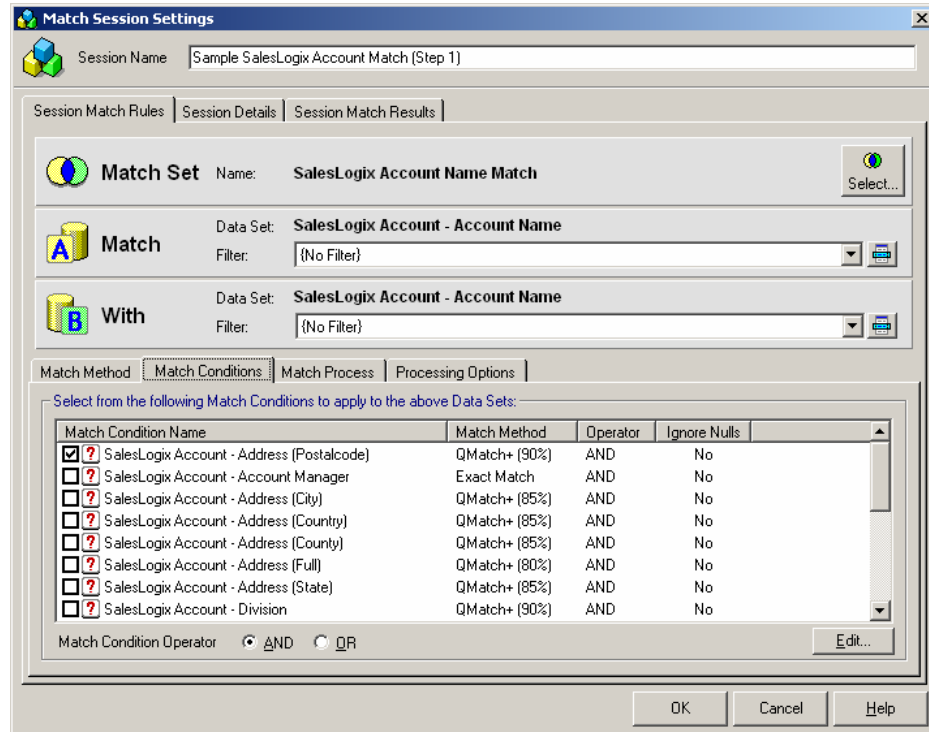 Match Session Settings
Session Name Sample SalesLogix Account Match (Step 1)
Session Match Rules Session Details Session Match Results
Match Set Name: SalesLogix Account Name Match
Select...
Data Set: SalesLogix Account - Account Name
A Match
Filter: {No Filter}
Data Set: SalesLogix Account - Account Name
B With
Filter: {No Filter}
Match Method Match Conditions Match Process Processing Options
Select from the following Match Conditions to apply to the above Data Sets:
Match Condition Name Match Method Operator Ignore Nulls
? SalesLogix Account - Address (Postalcode) QMatch+ (90%) AND No
? SalesLogix Account - Account Manager Exact Match AND No
? SalesLogix Account - Address (City) QMatch+ (85%) AND No
? SalesLogix Account - Address (Country) QMatch+ (85%) AND No
? SalesLogix Account - Address (County) QMatch+ (85%) AND No
? SalesLogix Account - Address (Full) QMatch+ (80%) AND No
? SalesLogix Account - Address (State) QMatch+ (85%) AND No
? SalesLogix Account - Division QMatch+ (90%) AND No
Match Condition Operator AND OR Edit...
OK Cancel Help